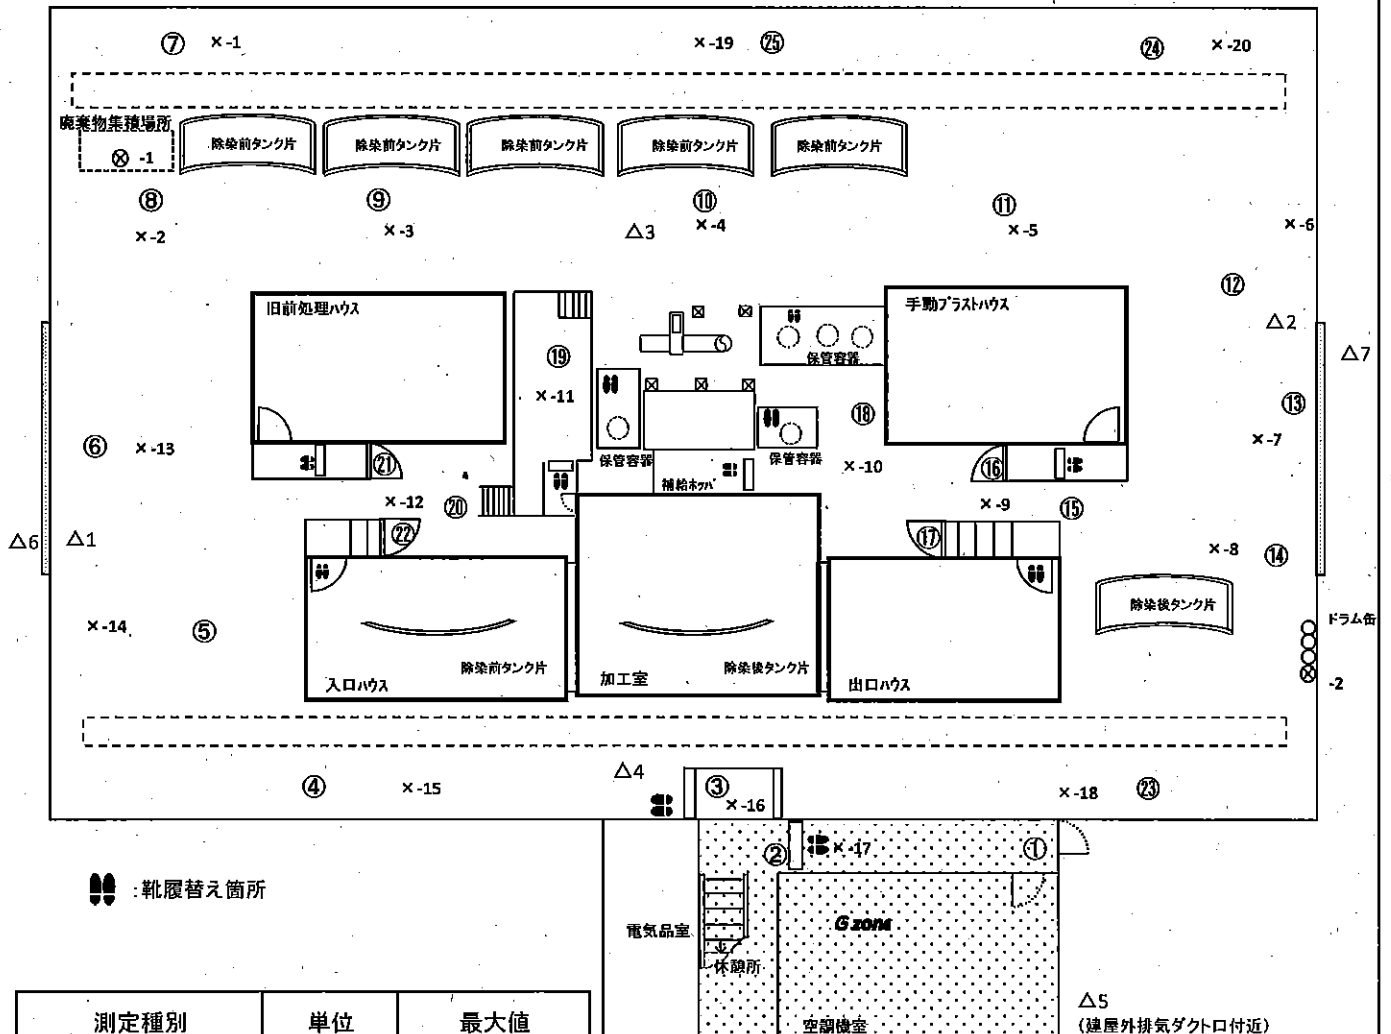 ⑦ ×-1 ×-19 ㉕ ㉔ ×-20
廃棄物集積場所
⊗ -1 除染前タンク片 除染前タンク片 除染前タンク片 除染前タンク片 除染前タンク片
⑧ ⑨ ⑩ ⑪
×-2 ×-3 △3 ×-4 ×-5 ×-6
⑫
旧前処理ハウス 手動ブラストハウス
△2
⑲ 保管容器 △7
×-11 ⑱ ⑬
⑥ ×-13 ×-7
㉑ 保管容器 保管容器 ×-10 ⑯
補給ホッパ
×-12 ⑳ ×-9 ⑮
△6 △1 ㉒ ⑰
×-8 ⑭
除染後タンク片
×-14 ⑤ ドラム缶
除染前タンク片 除染後タンク片
入口ハウス 加工室 出口ハウス -2
④ ×-15 △4 ③ ×-16 ×-18 ㉓
② ×-17 ①
:靴履替え箇所
電気品室 G zone
休憩所
測定種別 単位 最大値
空調機室
△5
(建屋外排気ダクト口付近)